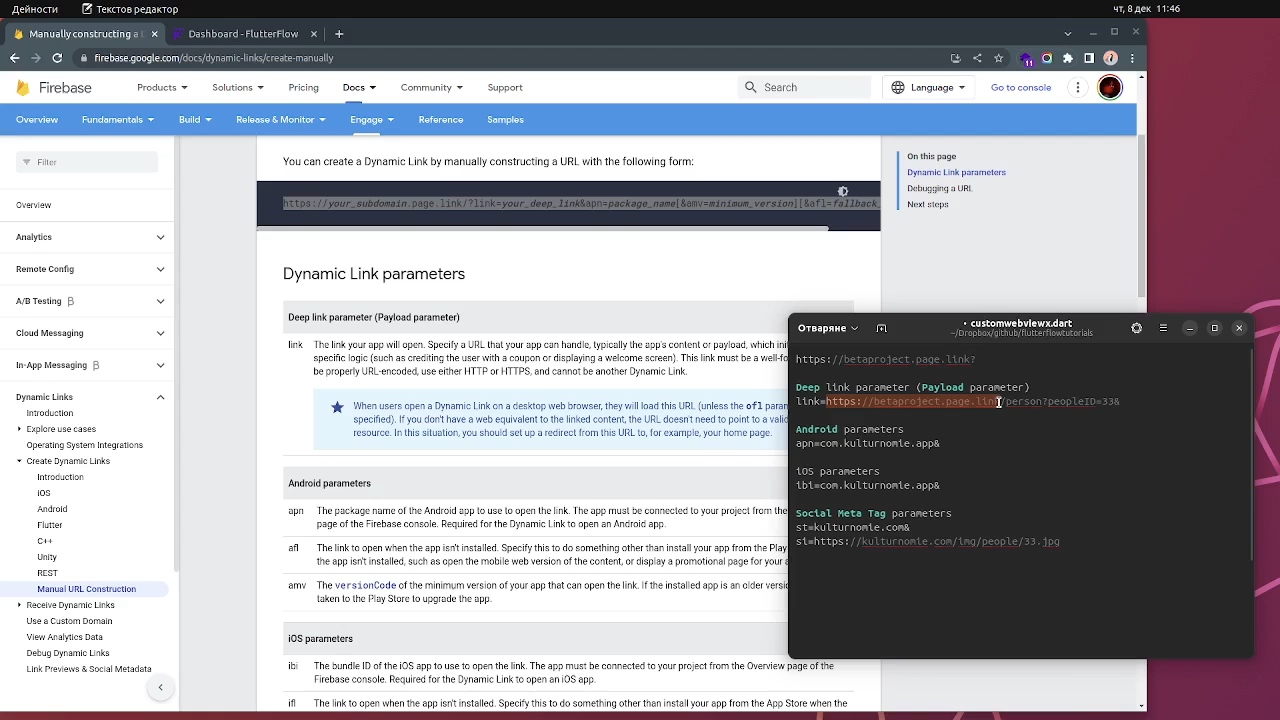 Дейности
Текстов редактор
чт, 8 дек 11:46
Manually constructing a D
Dashboard - FlutterFlow
firebase.google.com/docs/dynamic-links/create-manually
11
Firebase
Products
Solutions
Pricing
Docs
Community
Support
Search
Language
Go to console
Overview
Fundamentals
Build
Release & Monitor
Engage
Reference
Samples
Filter
Overview
Analytics
Remote Config
A/B Testing β
Cloud Messaging
In-App Messaging β
Dynamic Links
Introduction
Explore use cases
Operating System Integrations
Create Dynamic Links
Introduction
iOS
Android
Flutter
C++
Unity
REST
Manual URL Construction
Receive Dynamic Links
Use a Custom Domain
View Analytics Data
Debug Dynamic Links
Link Previews & Social Metadata
You can create a Dynamic Link by manually constructing a URL with the following form:
https://your_subdomain.page.link/?link=your_deep_link&apn=package_name[&amv=minimum_version][&afl=fallback_
Dynamic Link parameters
Deep link parameter (Payload parameter)
link The link your app will open. Specify a URL that your app can handle, typically the app's content or payload, which ini
specific logic (such as crediting the user with a coupon or displaying a welcome screen). This link must be a well-for
be properly URL-encoded, use either HTTP or HTTPS, and cannot be another Dynamic Link.
When users open a Dynamic Link on a desktop web browser, they will load this URL (unless the ofl param
specified). If you don't have a web equivalent to the linked content, the URL doesn't need to point to a valid
resource. In this situation, you should set up a redirect from this URL to, for example, your home page.
Android parameters
apn The package name of the Android app to use to open the link. The app must be connected to your project from the
page of the Firebase console. Required for the Dynamic Link to open an Android app.
afl The link to open when the app isn't installed. Specify this to do something other than install your app from the Play
the app isn't installed, such as open the mobile web version of the content, or display a promotional page for your a
amv The versionCode of the minimum version of your app that can open the link. If the installed app is an older version
taken to the Play Store to upgrade the app.
iOS parameters
ibi The bundle ID of the iOS app to use to open the link. The app must be connected to your project from the Overview page of the
Firebase console. Required for the Dynamic Link to open an iOS app.
ifl The link to open when the app isn't installed. Specify this to do something other than install your app from the App Store when the
On this page
Dynamic Link parameters
Debugging a URL
Next steps
Отваряне
• customwebviewx.dart
~/Dropbox/github/flutterflowtutorials
https://betaproject.page.link?
Deep link parameter (Payload parameter)
link=https://betaproject.page.link/person?peopleID=33&
Android parameters
apn=com.kulturnomie.app&
iOS parameters
ibi=com.kulturnomie.app&
Social Meta Tag parameters
st=kulturnomie.com&
si=https://kulturnomie.com/img/people/33.jpg